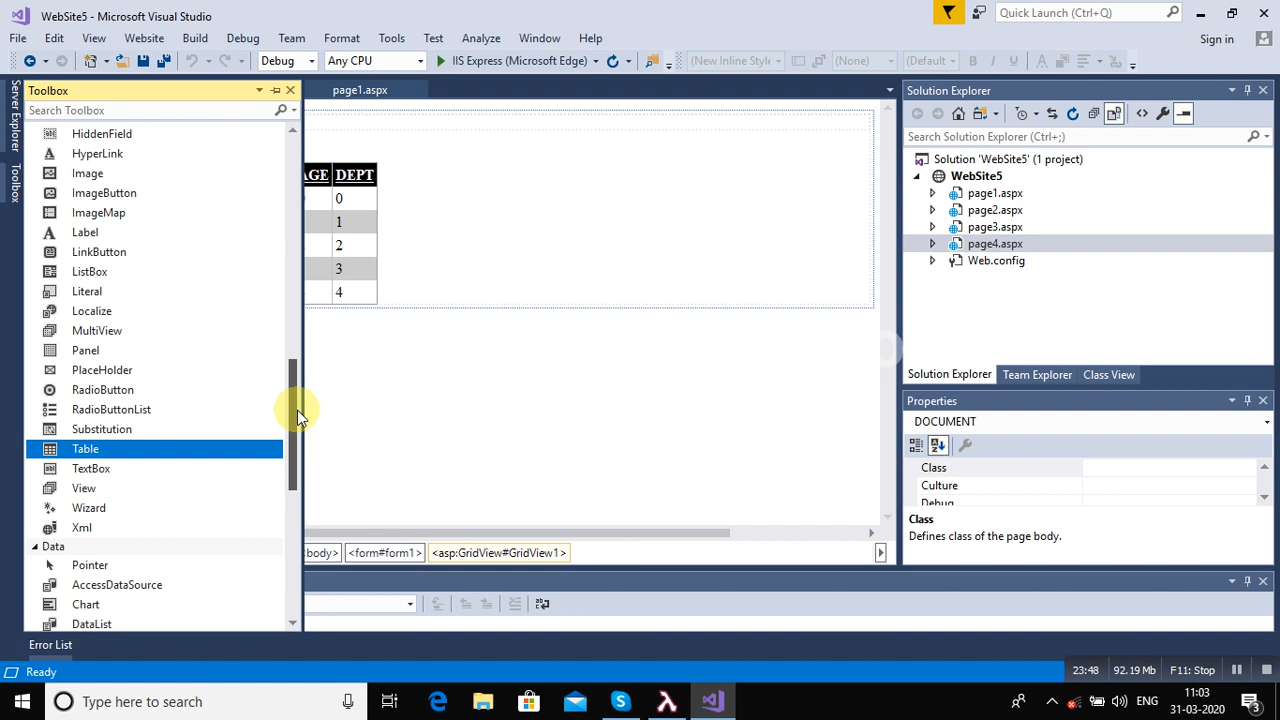 WebSite5 - Microsoft Visual Studio
Quick Launch (Ctrl+Q)
File Edit View Website Build Debug Team Format Tools Test Analyze Window Help
Sign in
Debug Any CPU IIS Express (Microsoft Edge) (New Inline Style (None) (Default B I U A
Server Explorer
Toolbox
Toolbox
Search Toolbox
HiddenField
HyperLink
Image
ImageButton
ImageMap
Label
LinkButton
ListBox
Literal
Localize
MultiView
Panel
PlaceHolder
RadioButton
RadioButtonList
Substitution
Table
TextBox
View
Wizard
Xml
Data
Pointer
AccessDataSource
Chart
DataList
page1.aspx
AGE DEPT
0
1
2
3
4
<form#form1> <asp:GridView#GridView1>
Solution Explorer
Search Solution Explorer (Ctrl+;)
Solution 'WebSite5' (1 project)
WebSite5
page1.aspx
page2.aspx
page3.aspx
page4.aspx
Web.config
Solution Explorer Team Explorer Class View
Properties
DOCUMENT
Class
Culture
Debug
Class
Defines class of the page body.
Error List
Ready
23:48 92.19 Mb F11: Stop
Type here to search
ENG
11:03
31-03-2020
3